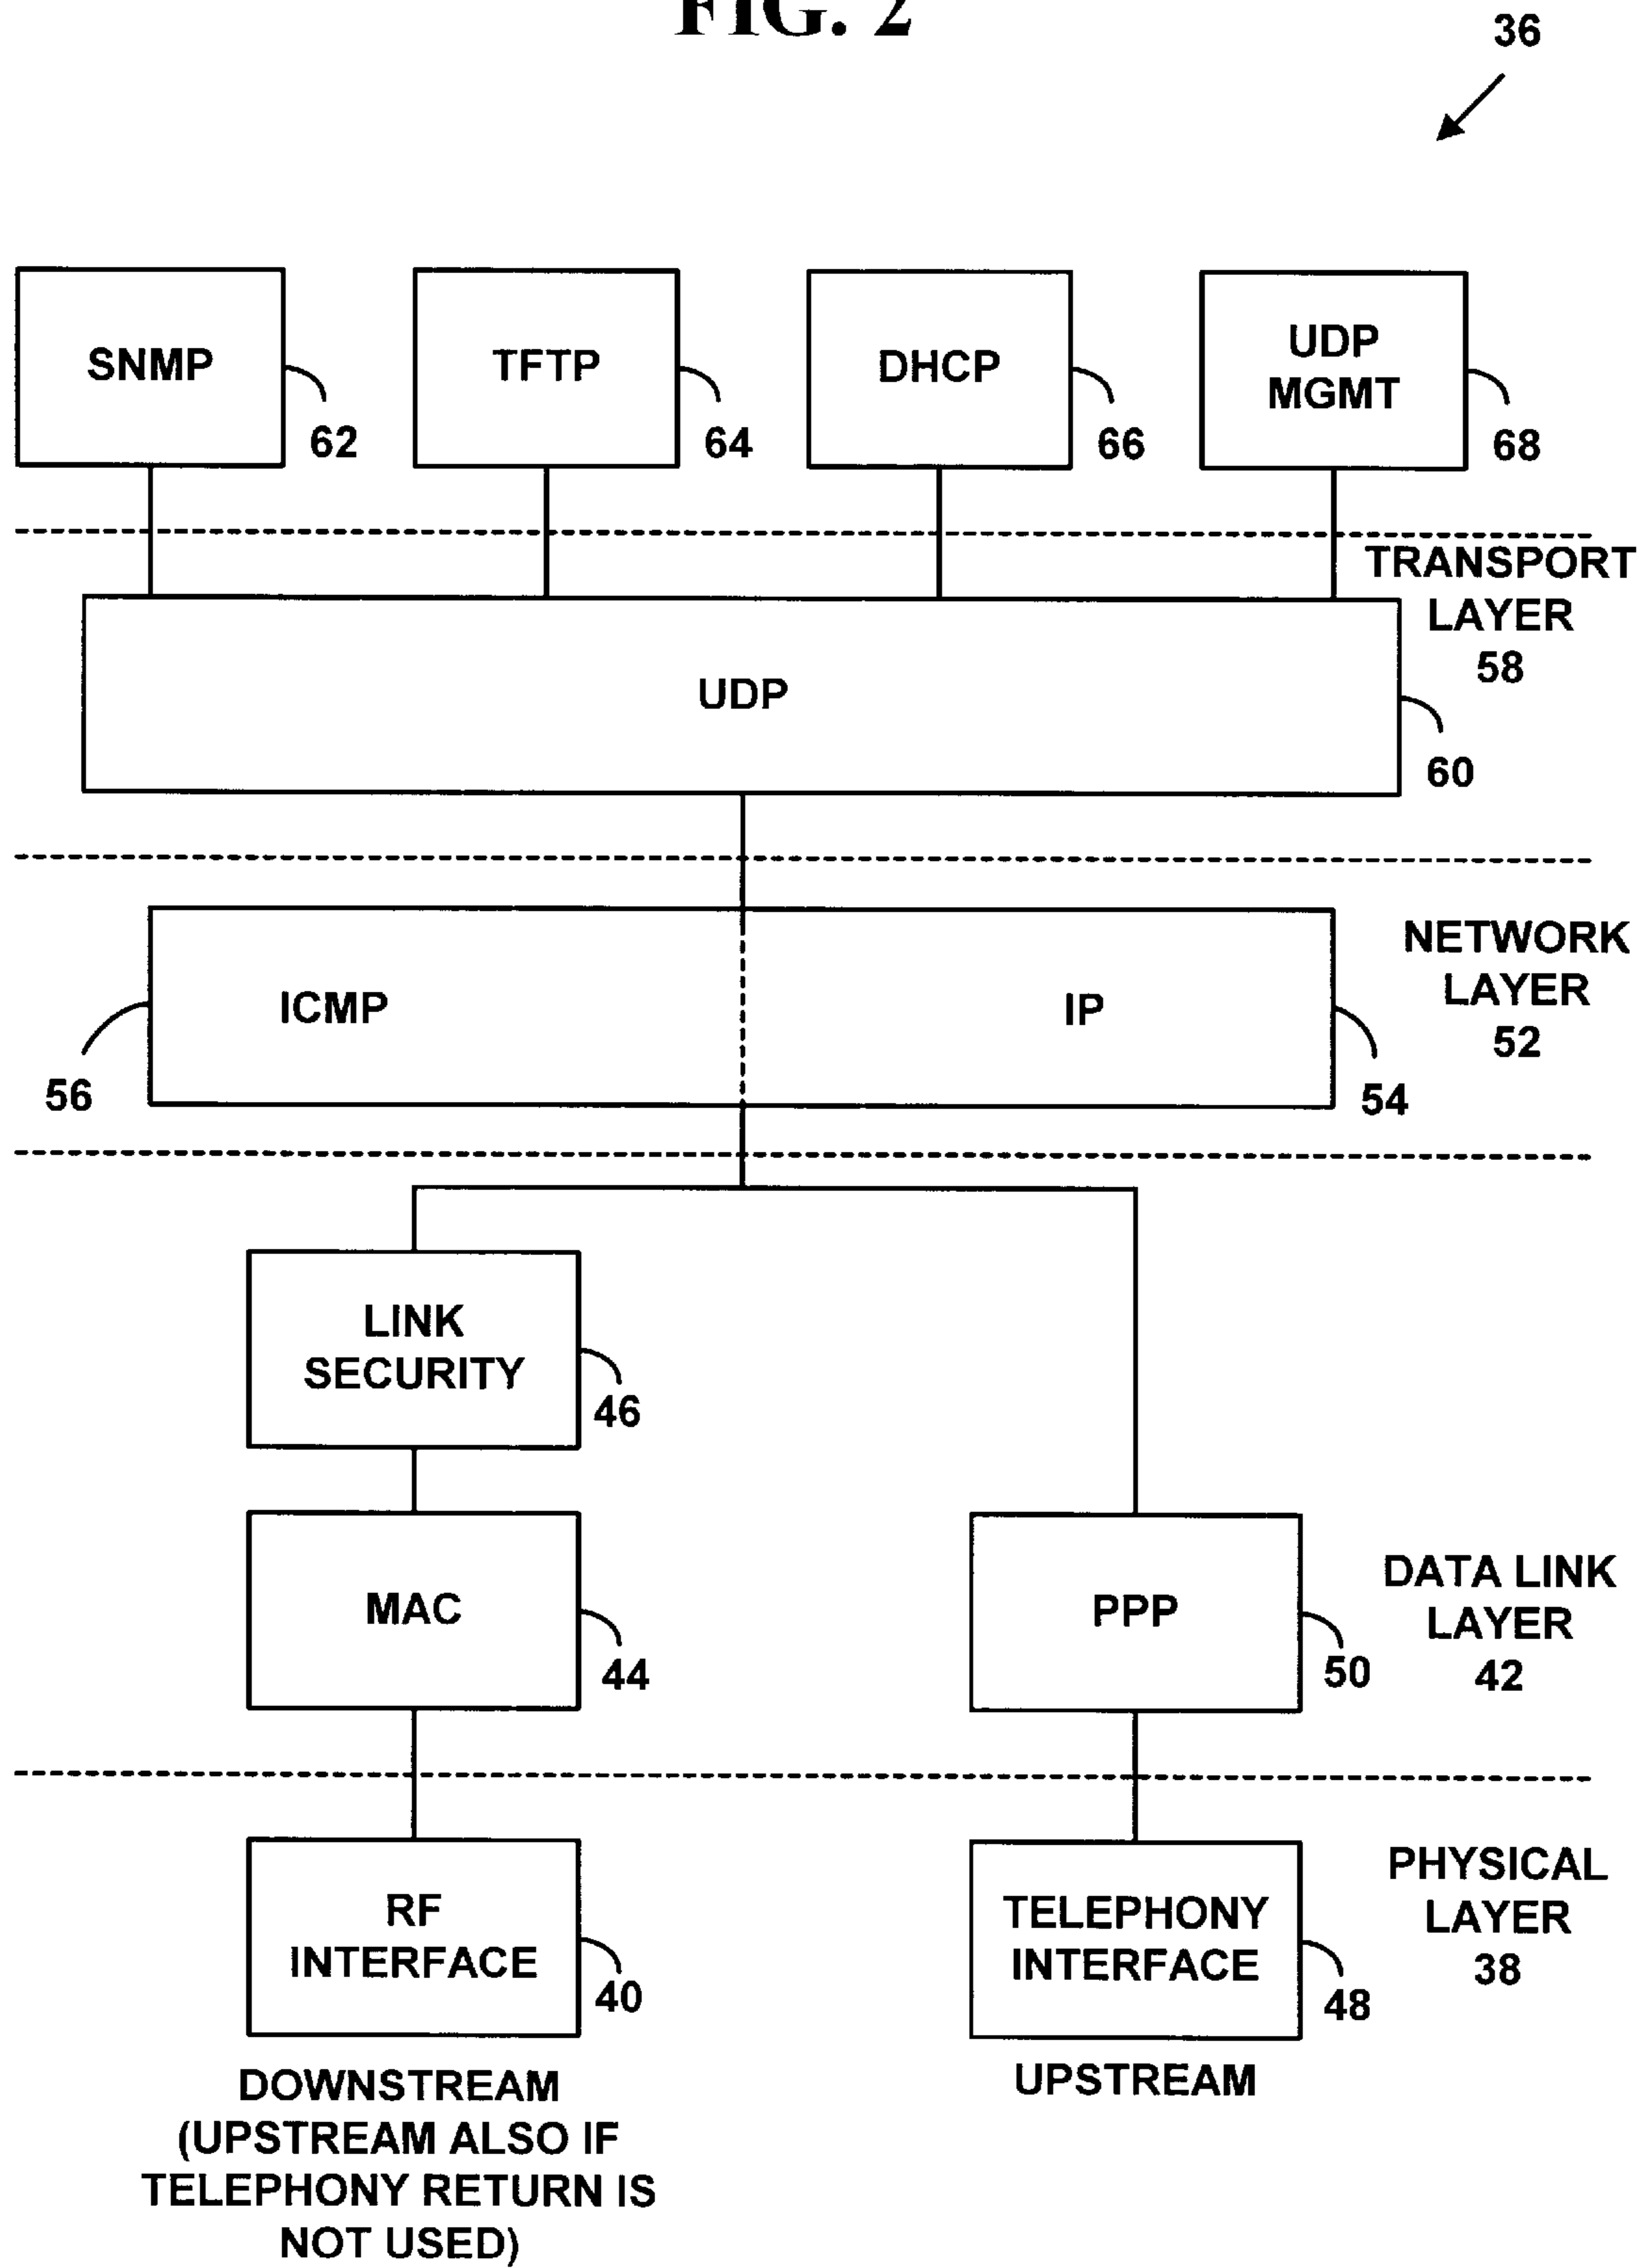 FIG. 2
36
SNMP
62
TFTP
64
DHCP
66
UDP
MGMT
68
TRANSPORT
LAYER
58
UDP
60
NETWORK
LAYER
52
ICMP
56
IP
54
LINK
SECURITY
46
MAC
44
PPP
50
DATA LINK
LAYER
42
RF
INTERFACE
40
TELEPHONY
INTERFACE
48
PHYSICAL
LAYER
38
DOWNSTREAM
(UPSTREAM ALSO IF
TELEPHONY RETURN IS
NOT USED)
UPSTREAM